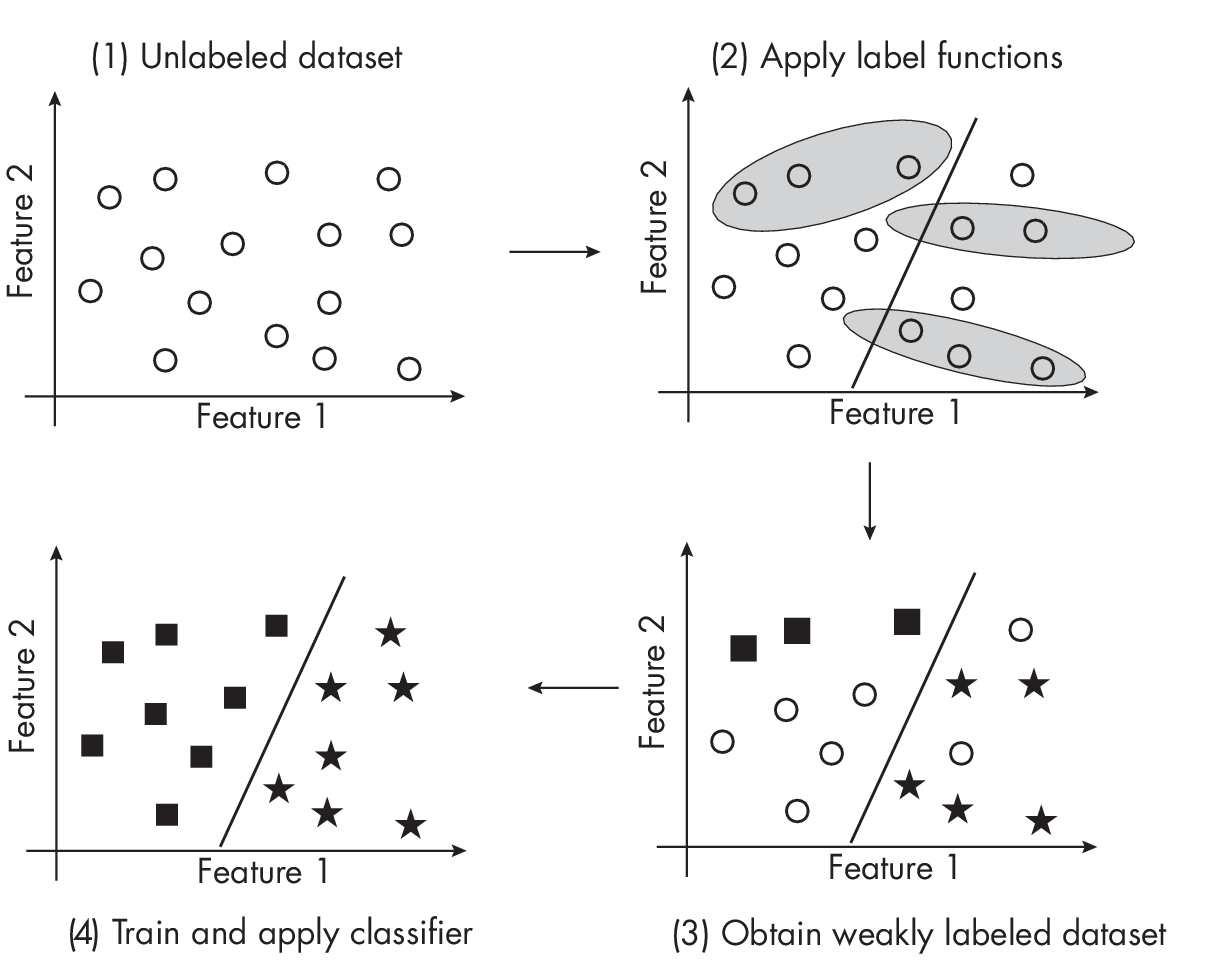 (1) Unlabeled dataset
Feature 2
Feature 1
(2) Apply label functions
Feature 2
Feature 1
Feature 2
Feature 1
(3) Obtain weakly labeled dataset
Feature 2
Feature 1
(4) Train and apply classifier